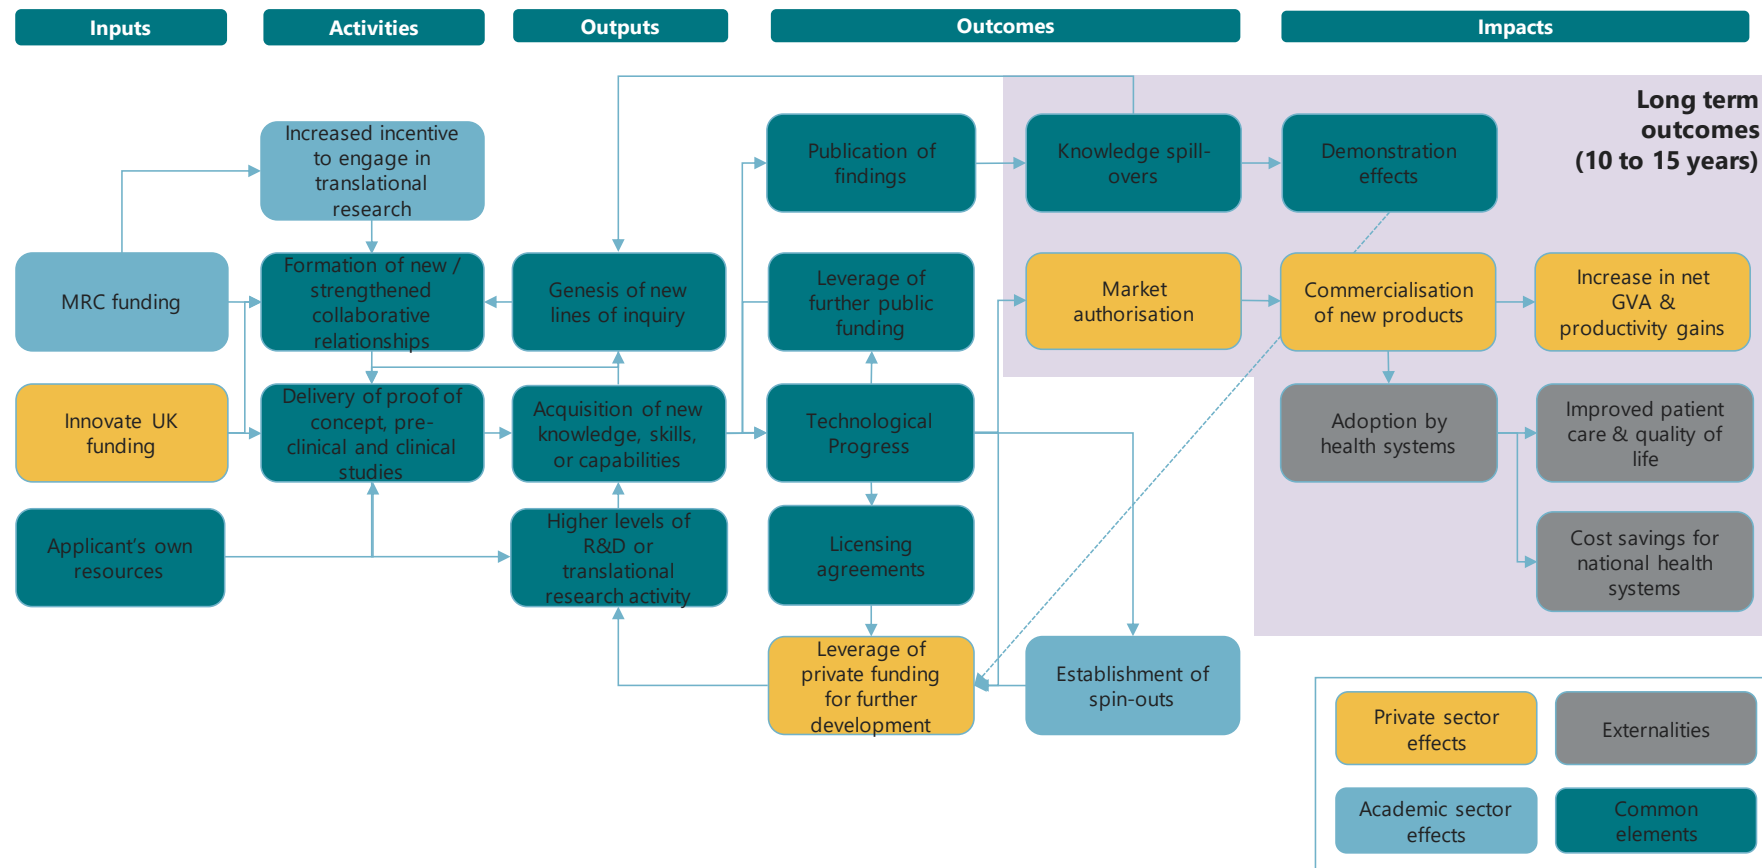 Inputs
Activities
Outputs
Outcomes
Impacts
Long term
outcomes
(10 to 15 years)
Increased incentive
to engage in
translational
research
Publication of
findings
Knowledge spill-
overs
Demonstration
effects
MRC funding
Formation of new /
strengthened
collaborative
relationships
Genesis of new
lines of inquiry
Leverage of
further public
funding
Market
authorisation
Commercialisation
of new products
Increase in net
GVA &
productivity gains
Innovate UK
funding
Delivery of proof of
concept, pre-
clinical and clinical
studies
Acquisition of new
knowledge, skills,
or capabilities
Technological
Progress
Adoption by
health systems
Improved patient
care & quality of
life
Applicant's own
resources
Higher levels of
R&D or
translational
research activity
Licensing
agreements
Cost savings for
national health
systems
Leverage of
private funding
for further
development
Establishment of
spin-outs
Private sector
effects
Externalities
Academic sector
effects
Common
elements